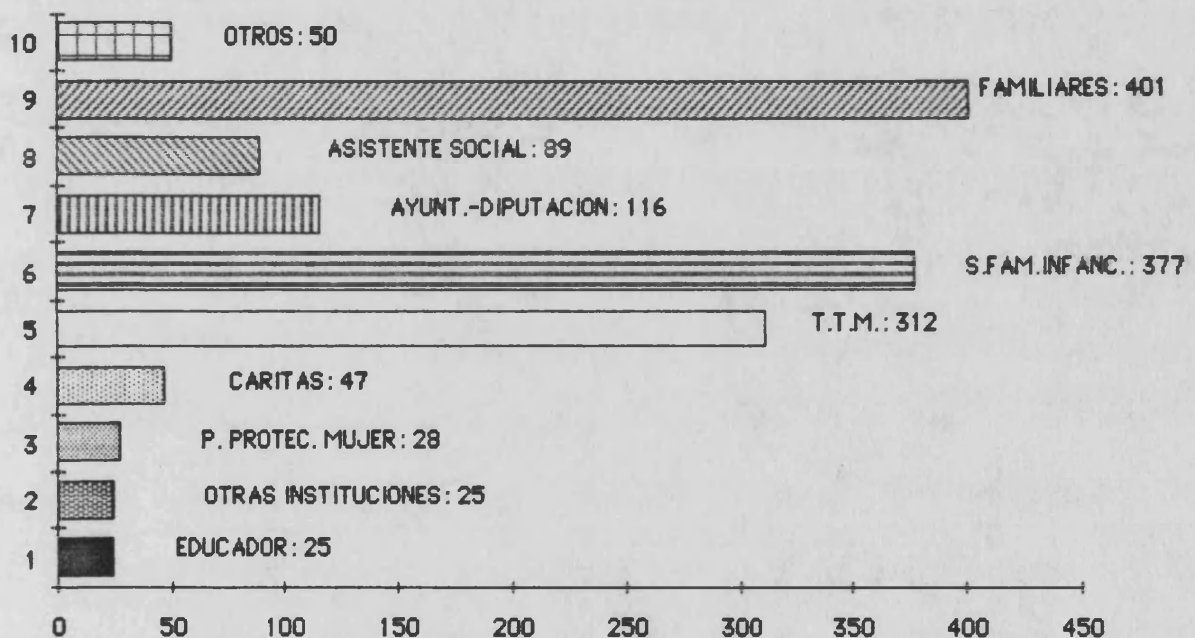 10 OTROS: 50
9 FAMILIARES: 401
8 ASISTENTE SOCIAL: 89
7 AYUNT.-DIPUTACION: 116
6 S.FAM.INFANC.: 377
5 T.T.M.: 312
4 CARITAS: 47
3 P. PROTEC. MUJER: 28
2 OTRAS INSTITUCIONES: 25
1 EDUCADOR: 25
0 50 100 150 200 250 300 350 400 450